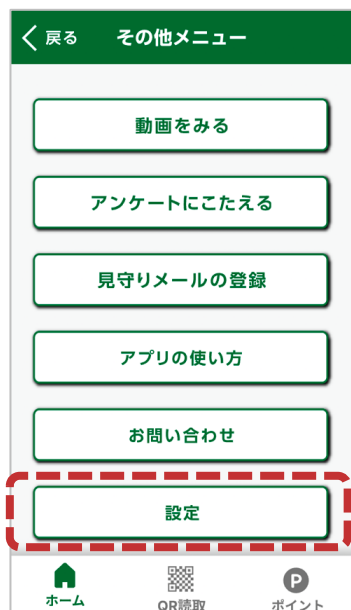 戻る その他メニュー
動画をみる
アンケートにこたえる
見守りメールの登録
アプリの使い方
お問い合わせ
設定
P
ホーム QR読取 ポイント